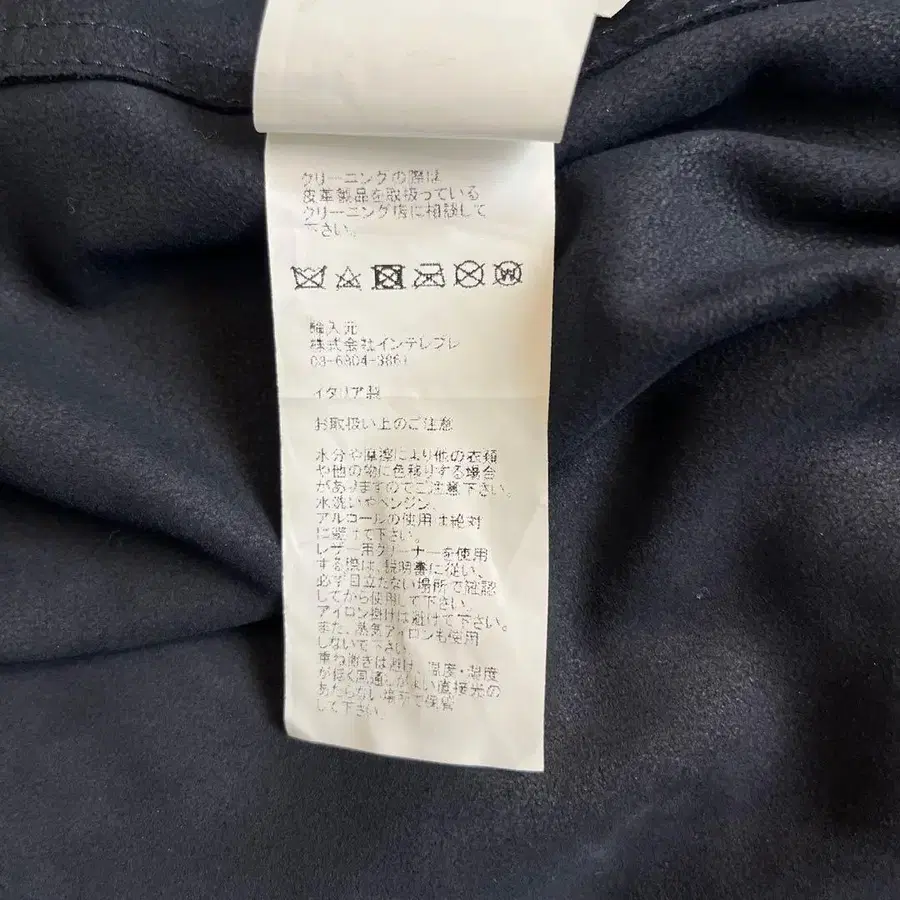 クリーニングの際は
皮革製品を取扱っている
クリーニング店に相談して
下さい。
輸入元
株式会社インテレプレ
03-6804-3861
イタリア製
お取扱い上のご注意
水分や摩擦により他の衣類
や他の物に色移りする場合
がありますのでご注意下さい。
水洗いやベンジン、
アルコールの使用は絶対
に避けて下さい。
レザー用クリーナーを使用
する際は、説明書に従い、
必ず目立たない場所で確認
してから使用して下さい。
アイロン掛けは避けて下さい。
また、蒸気アイロンも使用
しないで下さい。
重ね置きは避け、温度・湿度
が低く風通しがよい直接光の
あたらない場所で保管
して下さい。